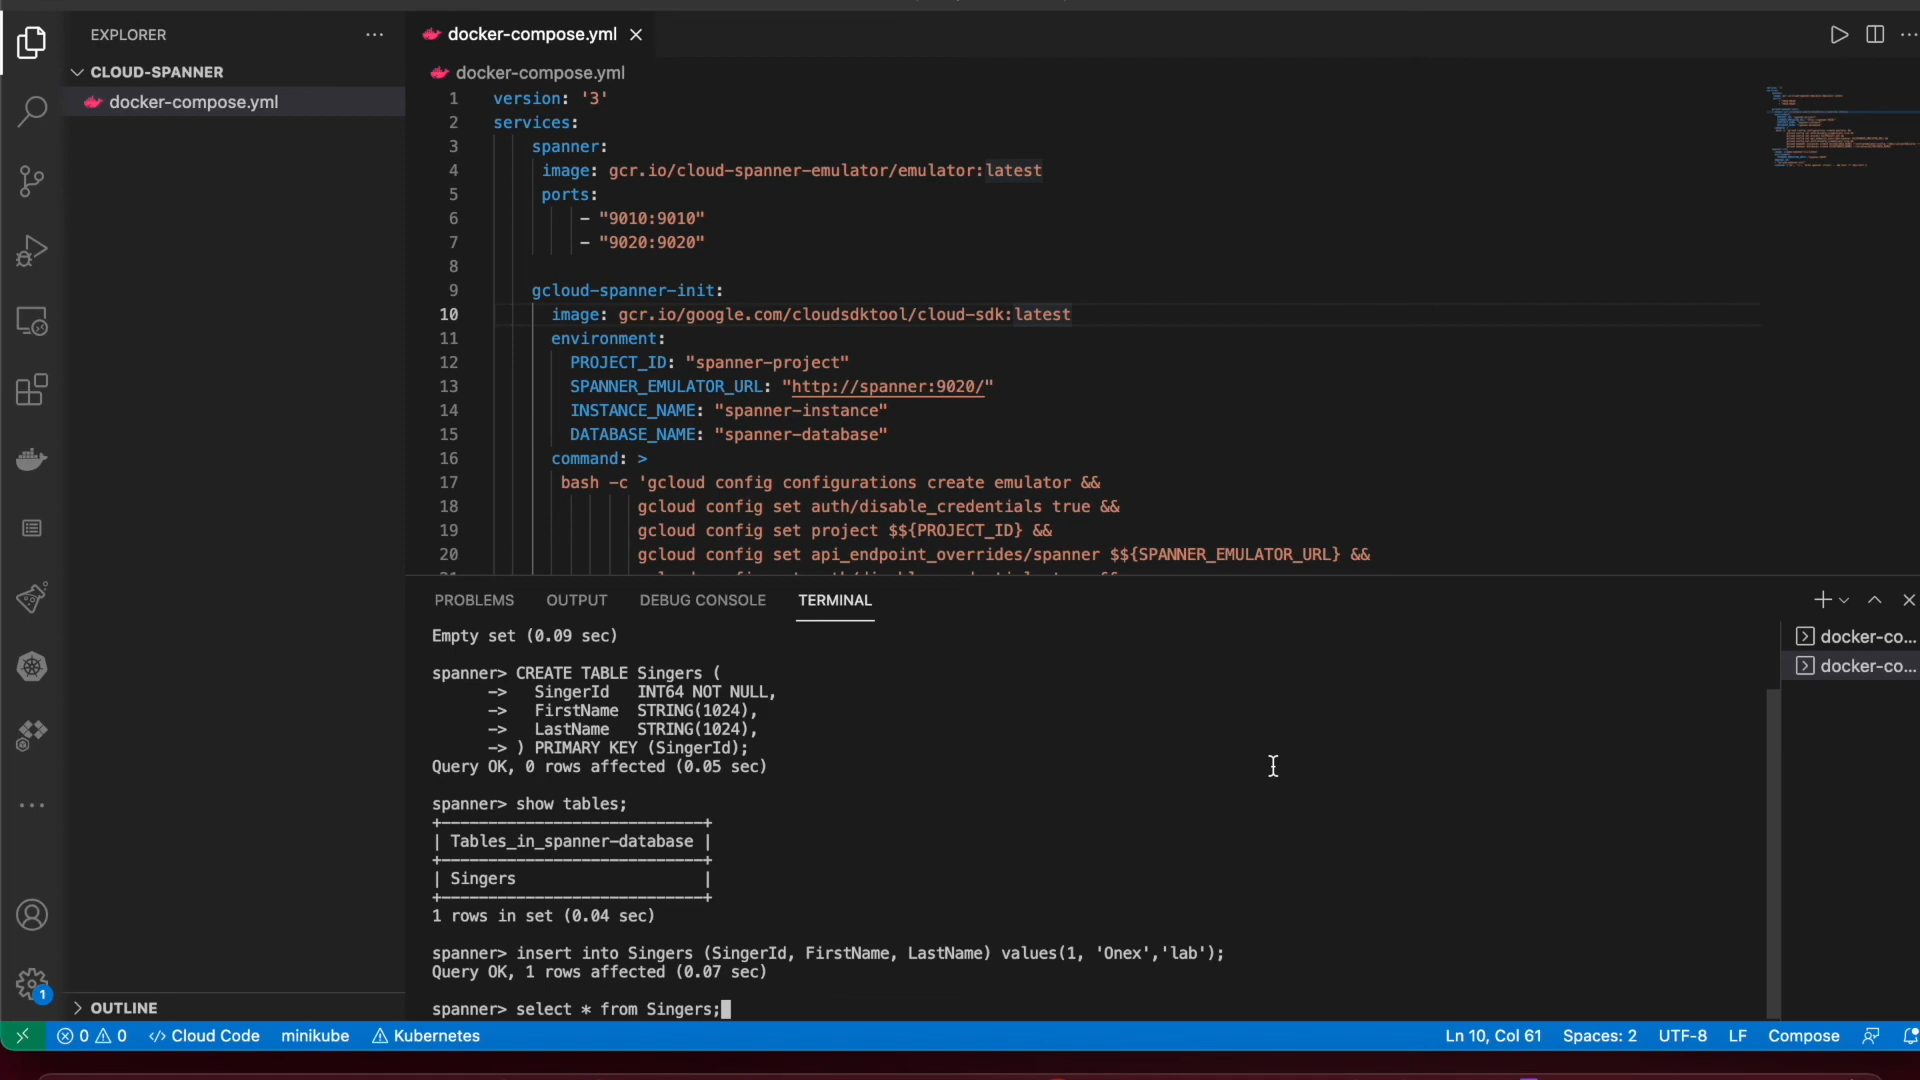 EXPLORER
CLOUD-SPANNER
docker-compose.yml
docker-compose.yml
docker-compose.yml
1 version: '3'
2 services:
3 spanner:
4 image: gcr.io/cloud-spanner-emulator/emulator:latest
5 ports:
6 - "9010:9010"
7 - "9020:9020"
8
9 gcloud-spanner-init:
10 image: gcr.io/google.com/cloudsdktool/cloud-sdk:latest
11 environment:
12 PROJECT_ID: "spanner-project"
13 SPANNER_EMULATOR_URL: "http://spanner:9020/"
14 INSTANCE_NAME: "spanner-instance"
15 DATABASE_NAME: "spanner-database"
16 command: >
17 bash -c 'gcloud config configurations create emulator &&
18 gcloud config set auth/disable_credentials true &&
19 gcloud config set project $${PROJECT_ID} &&
20 gcloud config set api_endpoint_overrides/spanner $${SPANNER_EMULATOR_URL} &&
PROBLEMS OUTPUT DEBUG CONSOLE TERMINAL
docker-co...
docker-co...
Empty set (0.09 sec)
spanner> CREATE TABLE Singers (
-> SingerId INT64 NOT NULL,
-> FirstName STRING(1024),
-> LastName STRING(1024),
-> ) PRIMARY KEY (SingerId);
Query OK, 0 rows affected (0.05 sec)
spanner> show tables;
+----------------------------+
| Tables_in_spanner-database |
+----------------------------+
| Singers |
+----------------------------+
1 rows in set (0.04 sec)
spanner> insert into Singers (SingerId, FirstName, LastName) values(1, 'Onex','lab');
Query OK, 1 rows affected (0.07 sec)
spanner> select * from Singers;
1
OUTLINE
0 0 Cloud Code minikube Kubernetes Ln 10, Col 61 Spaces: 2 UTF-8 LF Compose